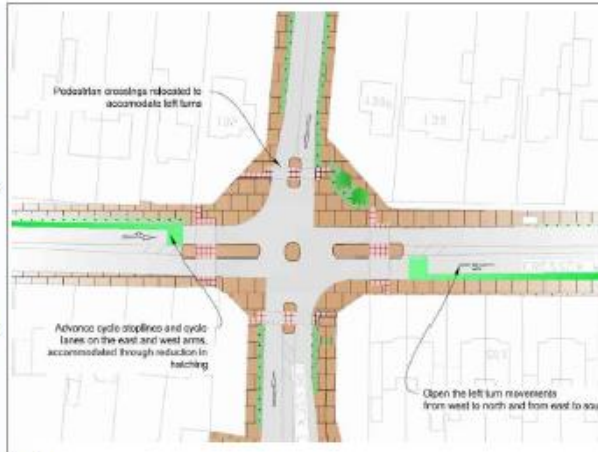 Pedestrian crossings relocated to
accomodate left turns
Advance cycle stoplines and cycle
lanes on the east and west arms,
accommodated through reduction in
hatching
Open the left turn movements
from west to north and from east to sou